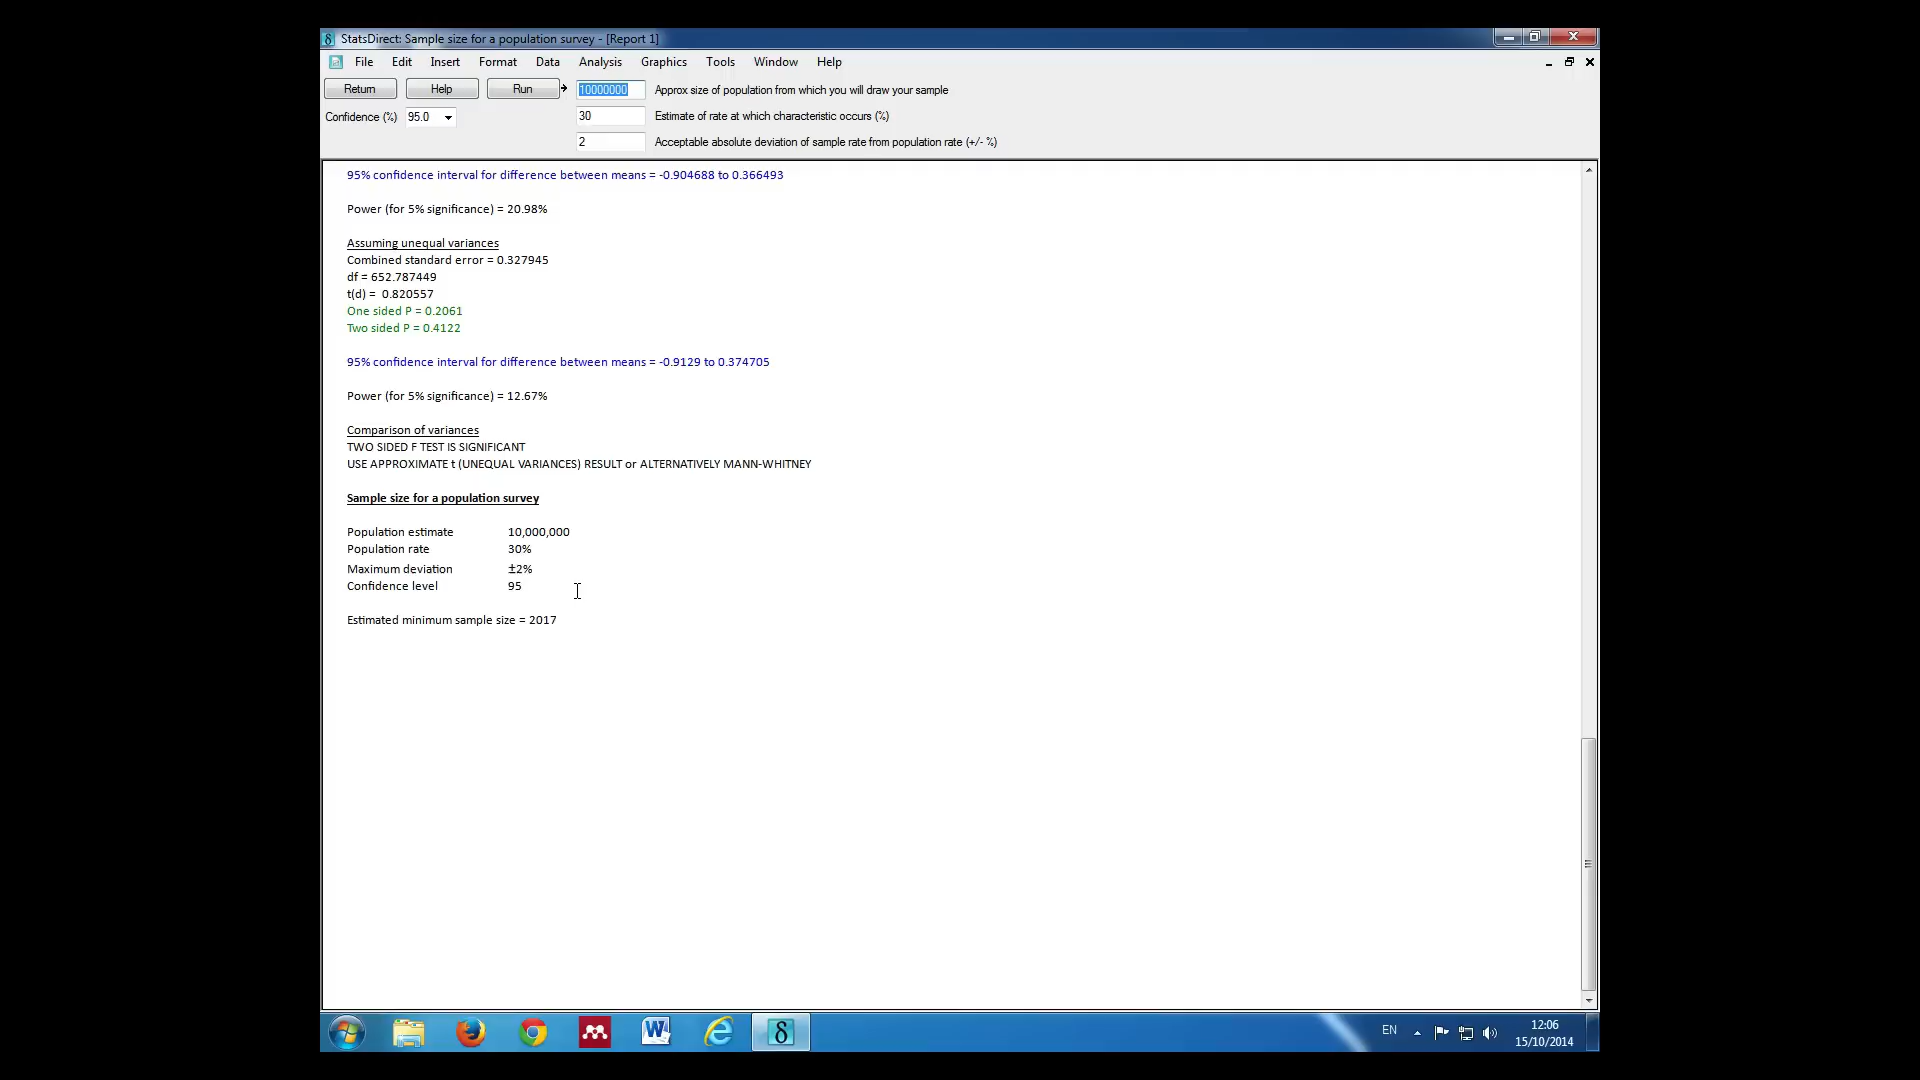 StatsDirect: Sample size for a population survey - [Report 1]
File Edit Insert Format Data Analysis Graphics Tools Window Help
Return Help Run 10000000 Approx size of population from which you will draw your sample
Confidence (%) 95.0 30 Estimate of rate at which characteristic occurs (%)
2 Acceptable absolute deviation of sample rate from population rate (+/- %)
95% confidence interval for difference between means = -0.904688 to 0.366493
Power (for 5% significance) = 20.98%
Assuming unequal variances
Combined standard error = 0.327945
df = 652.787449
t(d) = 0.820557
One sided P = 0.2061
Two sided P = 0.4122
95% confidence interval for difference between means = -0.9129 to 0.374705
Power (for 5% significance) = 12.67%
Comparison of variances
TWO SIDED F TEST IS SIGNIFICANT
USE APPROXIMATE t (UNEQUAL VARIANCES) RESULT or ALTERNATIVELY MANN-WHITNEY
Sample size for a population survey
Population estimate 10,000,000
Population rate 30%
Maximum deviation ±2%
Confidence level 95
Estimated minimum sample size = 2017
EN 12:06
15/10/2014